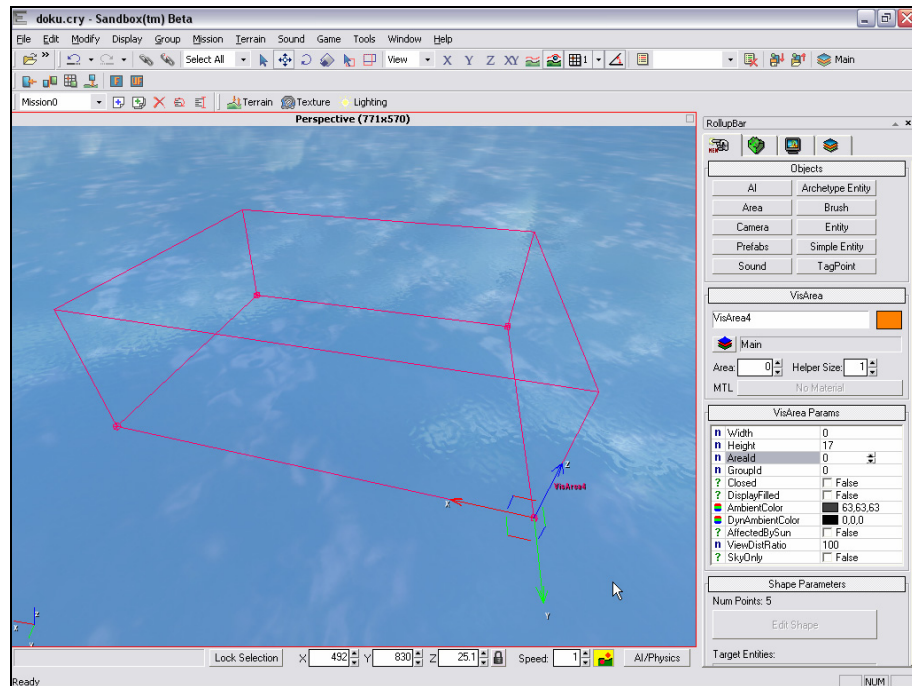 doku.cry - Sandbox(tm) Beta
File Edit Modify Display Group Mission Terrain Sound Game Tools Window Help
Select All View X Y Z XY 1 Main
Mission0 Terrain Texture Lighting
Perspective (771x570)
RollupBar
Objects
AI Archetype Entity
Area Brush
Camera Entity
Prefabs Simple Entity
Sound TagPoint
VisArea
VisArea4
Main
Area: 0 Helper Size: 1
MTL No Material
VisArea Params
n Width 0
n Height 17
n AreaId 0
n GroupId 0
? Closed False
? DisplayFilled False
AmbientColor 63,63,63
DynAmbientColor 0,0,0
? AffectedBySun False
n ViewDistRatio 100
? SkyOnly False
Shape Parameters
Num Points: 5
Edit Shape
Target Entities:
Z
VisArea4
X
Y
z
x
Lock Selection X 492 Y 830 Z 25.1 Speed: 1 AI/Physics
Ready NUM